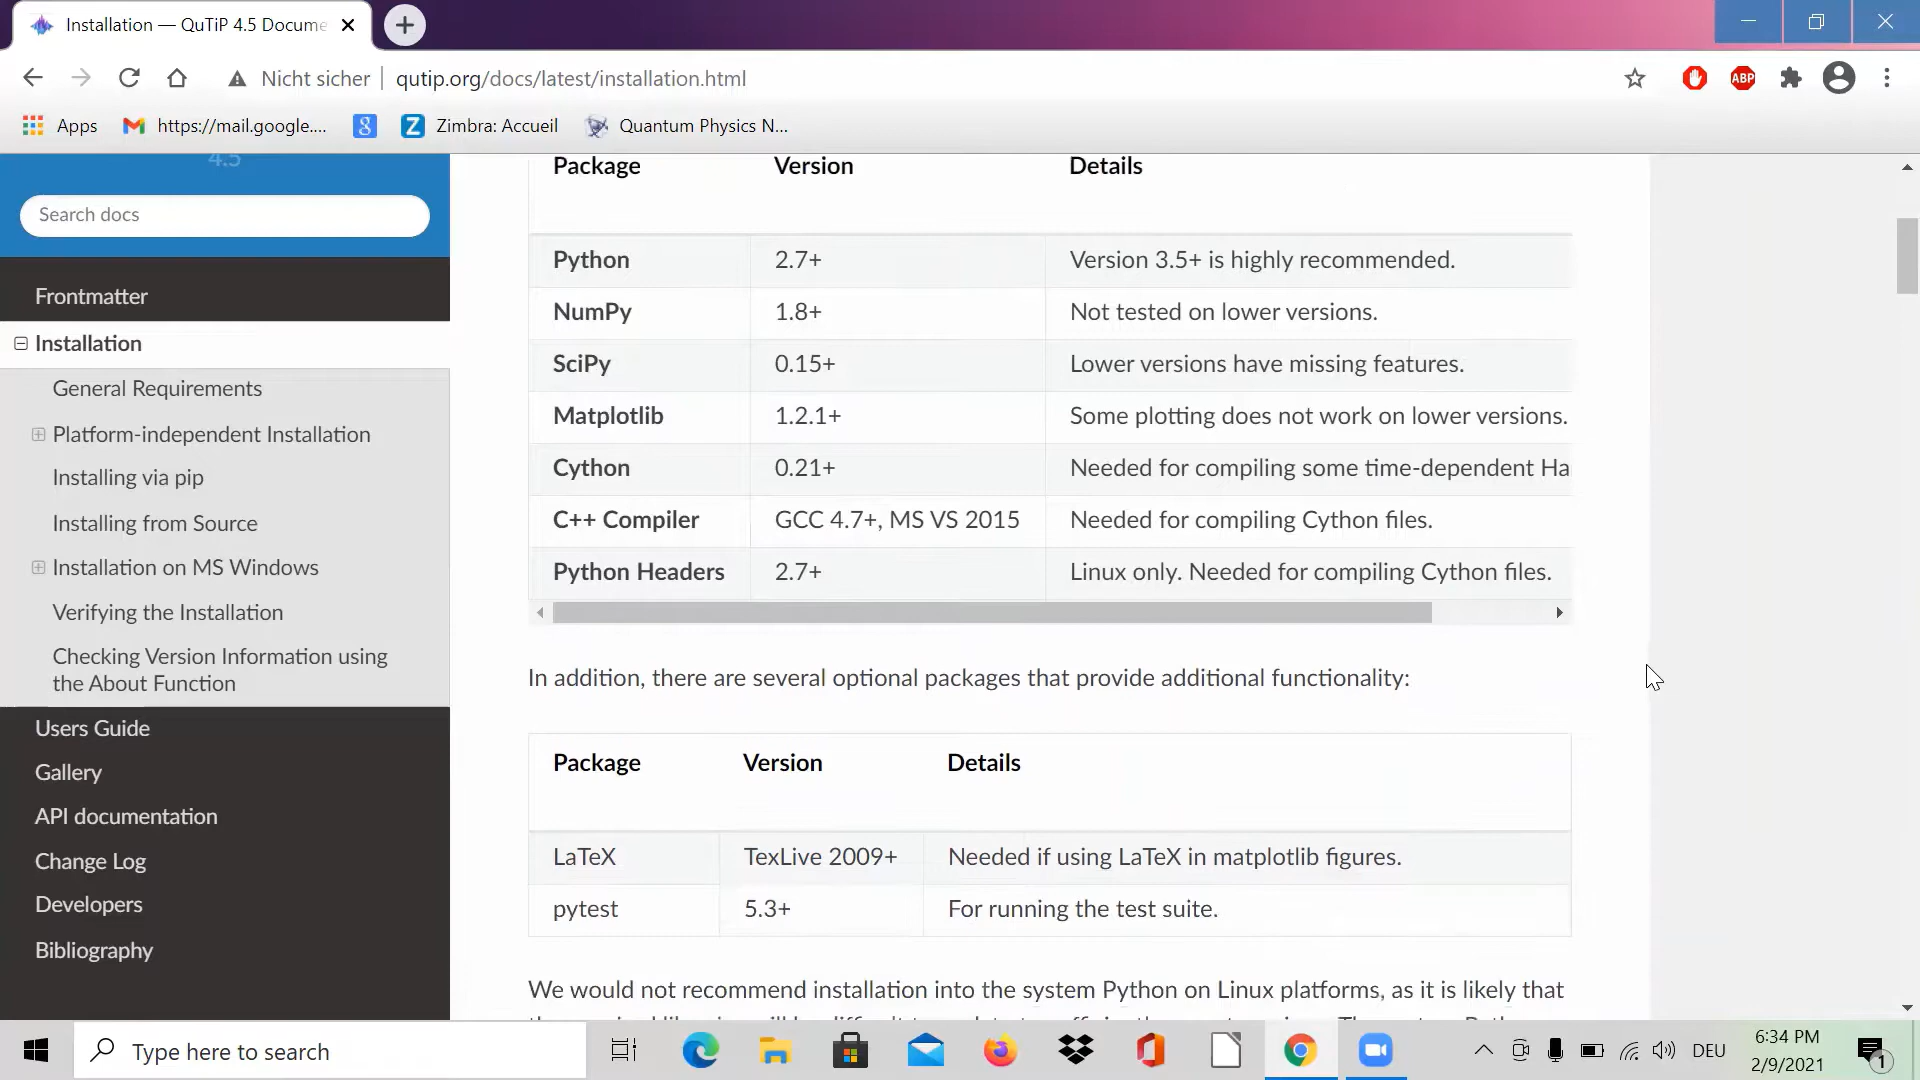 Installation — QuTiP 4.5 Docume
Nicht sicher
qutip.org/docs/latest/installation.html
ABP
Apps
https://mail.google....
Zimbra: Accueil
Quantum Physics N...
4.5
Search docs
Frontmatter
Installation
General Requirements
Platform-independent Installation
Installing via pip
Installing from Source
Installation on MS Windows
Verifying the Installation
Checking Version Information using
the About Function
Users Guide
Gallery
API documentation
Change Log
Developers
Bibliography
Package Version Details
Python 2.7+ Version 3.5+ is highly recommended.
NumPy 1.8+ Not tested on lower versions.
SciPy 0.15+ Lower versions have missing features.
Matplotlib 1.2.1+ Some plotting does not work on lower versions.
Cython 0.21+ Needed for compiling some time-dependent Ha
C++ Compiler GCC 4.7+, MS VS 2015 Needed for compiling Cython files.
Python Headers 2.7+ Linux only. Needed for compiling Cython files.
In addition, there are several optional packages that provide additional functionality:
Package Version Details
LaTeX TexLive 2009+ Needed if using LaTeX in matplotlib figures.
pytest 5.3+ For running the test suite.
We would not recommend installation into the system Python on Linux platforms, as it is likely that
Type here to search
DEU
6:34 PM
2/9/2021
1